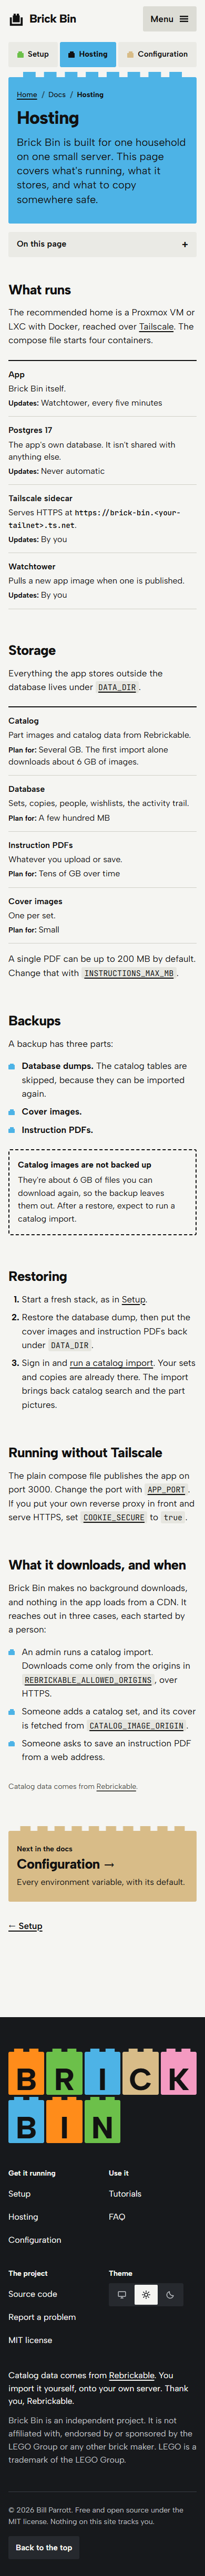 Brick Bin
Menu
Setup
Hosting
Configuration
Home / Docs / Hosting
Hosting
Brick Bin is built for one household
on one small server. This page
covers what's running, what it
stores, and what to copy
somewhere safe.
On this page +
What runs
The recommended home is a Proxmox VM or
LXC with Docker, reached over Tailscale. The
compose file starts four containers.
App
Brick Bin itself.
Updates: Watchtower, every five minutes
Postgres 17
The app's own database. It isn't shared with
anything else.
Updates: Never automatic
Tailscale sidecar
Serves HTTPS at https://brick-bin.<your-
tailnet>.ts.net.
Updates: By you
Watchtower
Pulls a new app image when one is published.
Updates: By you
Storage
Everything the app stores outside the
database lives under DATA_DIR.
Catalog
Part images and catalog data from Rebrickable.
Plan for: Several GB. The first import alone
downloads about 6 GB of images.
Database
Sets, copies, people, wishlists, the activity trail.
Plan for: A few hundred MB
Instruction PDFs
Whatever you upload or save.
Plan for: Tens of GB over time
Cover images
One per set.
Plan for: Small
A single PDF can be up to 200 MB by default.
Change that with INSTRUCTIONS_MAX_MB.
Backups
A backup has three parts:
Database dumps. The catalog tables are
skipped, because they can be imported
again.
Cover images.
Instruction PDFs.
Catalog images are not backed up
They're about 6 GB of files you can
download again, so the backup leaves
them out. After a restore, expect to run a
catalog import.
Restoring
1. Start a fresh stack, as in Setup.
2. Restore the database dump, then put the
cover images and instruction PDFs back
under DATA_DIR.
3. Sign in and run a catalog import. Your sets
and copies are already there. The import
brings back catalog search and the part
pictures.
Running without Tailscale
The plain compose file publishes the app on
port 3000. Change the port with APP_PORT.
If you put your own reverse proxy in front and
serve HTTPS, set COOKIE_SECURE to true.
What it downloads, and when
Brick Bin makes no background downloads,
and nothing in the app loads from a CDN. It
reaches out in three cases, each started by
a person:
An admin runs a catalog import.
Downloads come only from the origins in
REBRICKABLE_ALLOWED_ORIGINS, over
HTTPS.
Someone adds a catalog set, and its cover
is fetched from CATALOG_IMAGE_ORIGIN.
Someone asks to save an instruction PDF
from a web address.
Catalog data comes from Rebrickable.
Next in the docs
Configuration →
Every environment variable, with its default.
← Setup
BRICK
BIN
Get it running
Setup
Hosting
Configuration
Use it
Tutorials
FAQ
The project
Source code
Report a problem
MIT license
Theme
Catalog data comes from Rebrickable. You
import it yourself, onto your own server. Thank
you, Rebrickable.
Brick Bin is an independent project. It is not
affiliated with, endorsed by or sponsored by the
LEGO Group or any other brick maker. LEGO is a
trademark of the LEGO Group.
© 2026 Bill Parrott. Free and open source under the
MIT license. Nothing on this site tracks you.
Back to the top